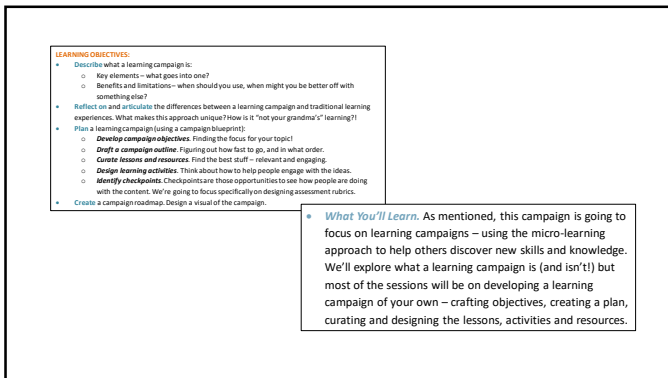 LEARNING OBJECTIVES:
• Describe what a learning campaign is:
o Key elements – what goes into one?
o Benefits and limitations – when should you use, when might you be better off with
something else?
• Reflect on and articulate the differences between a learning campaign and traditional learning
experiences. What makes this approach unique? How is it "not your grandma's" learning?!
• Plan a learning campaign (using a campaign blueprint):
o Develop campaign objectives. Finding the focus for your topic!
o Draft a campaign outline. Figuring out how fast to go, and in what order.
o Curate lessons and resources. Find the best stuff – relevant and engaging.
o Design learning activities. Think about how to help people engage with the ideas.
o Identify checkpoints. Checkpoints are those opportunities to see how people are doing
with the content. We're going to focus specifically on designing assessment rubrics.
• Create a campaign roadmap. Design a visual of the campaign.
• What You'll Learn. As mentioned, this campaign is going to
focus on learning campaigns – using the micro-learning
approach to help others discover new skills and knowledge.
We'll explore what a learning campaign is (and isn't!) but
most of the sessions will be on developing a learning
campaign of your own – crafting objectives, creating a plan,
curating and designing the lessons, activities and resources.